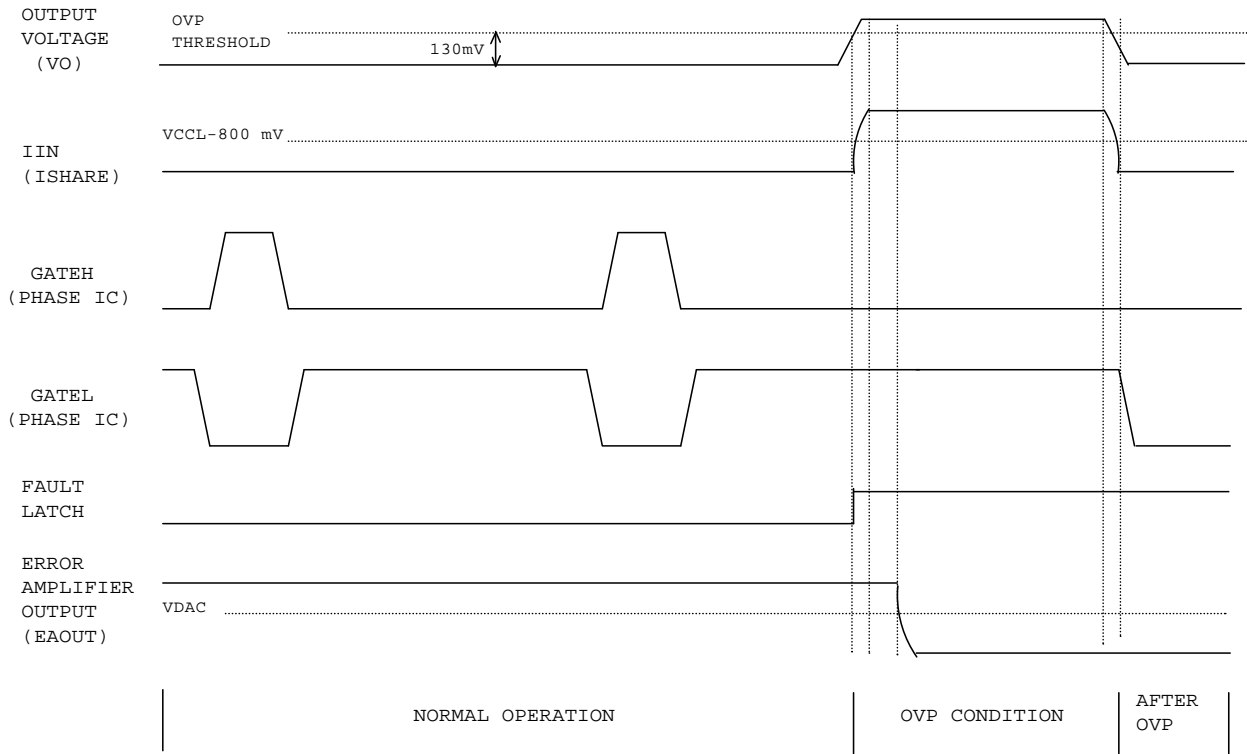 OUTPUT
VOLTAGE
(VO)
OVP
THRESHOLD
130mV
VCCL-800 mV
IIN
(ISHARE)
GATEH
(PHASE IC)
GATEL
(PHASE IC)
FAULT
LATCH
ERROR
AMPLIFIER
OUTPUT
(EAOUT)
VDAC
NORMAL OPERATION
OVP CONDITION
AFTER
OVP